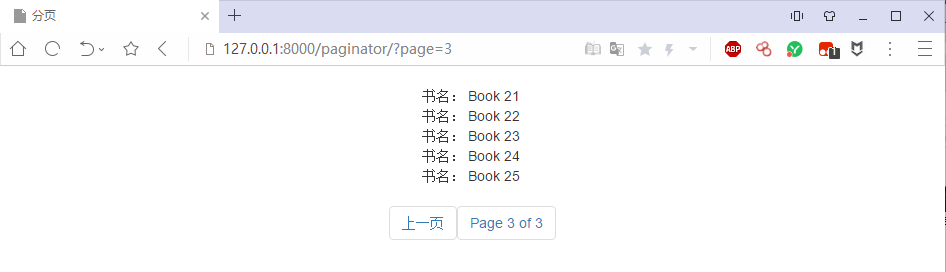 分页
127.0.0.1:8000/paginator/?page=3
ABP
1
书名： Book 21
书名： Book 22
书名： Book 23
书名： Book 24
书名： Book 25
上一页 Page 3 of 3